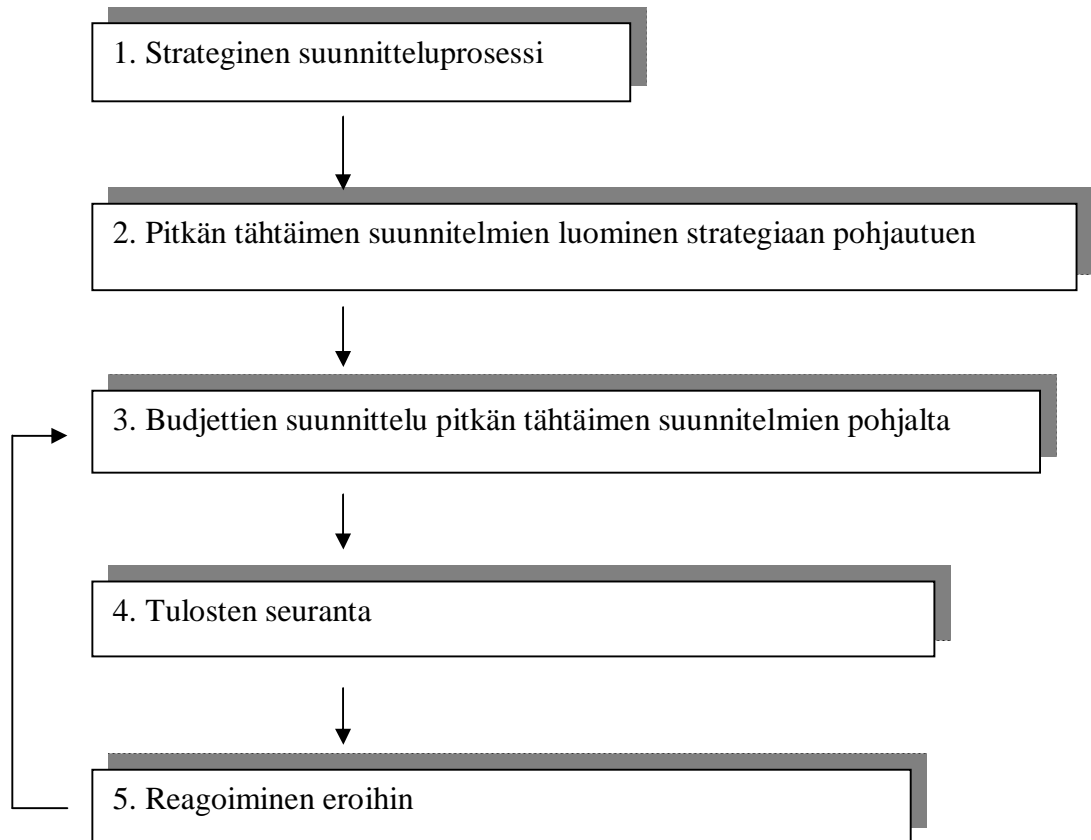 1. Strateginen suunnitteluprosessi
2. Pitkän tähtäimen suunnitelmien luominen strategiaan pohjautuen
3. Budjettien suunnittelu pitkän tähtäimen suunnitelmien pohjalta
4. Tulosten seuranta
5. Reagoiminen eroihin